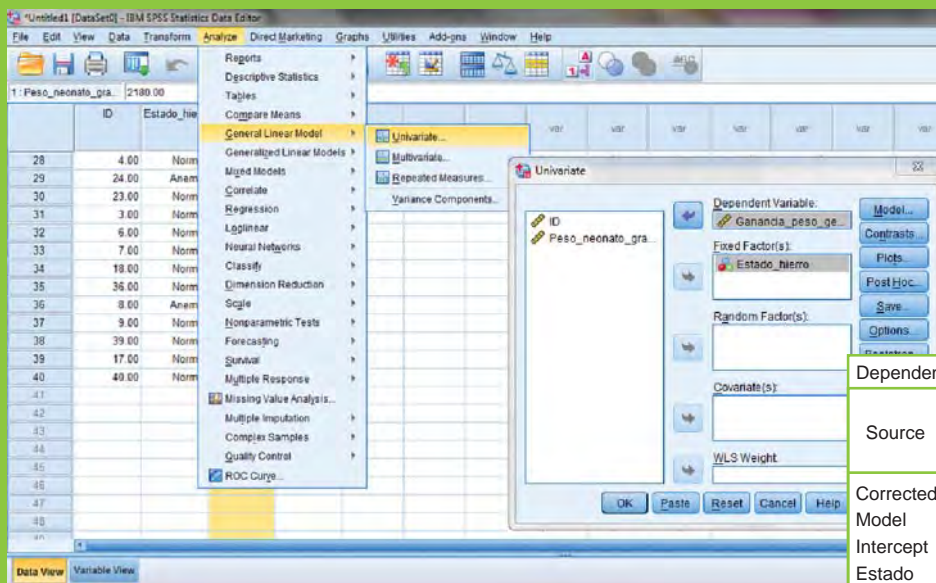 *Untitled1 [DataSet0] - IBM SPSS Statistics Data Editor
File Edit View Data Transform Analyze Direct Marketing Graphs Utilities Add-ons Window Help
1 : Peso_neonato_gra... 2180.00
ID Estado_hie
var var var var var var var
28 4.00 Norm
29 24.00 Anem
30 23.00 Norm
31 3.00 Norm
32 6.00 Norm
33 7.00 Norm
34 18.00 Norm
35 36.00 Norm
36 8.00 Anem
37 9.00 Norm
38 39.00 Norm
39 17.00 Norm
40 40.00 Norm
41
42
43
44
45
46
47
48
Reports
Descriptive Statistics
Tables
Compare Means
General Linear Model
Generalized Linear Models
Mixed Models
Correlate
Regression
Loglinear
Neural Networks
Classify
Dimension Reduction
Scale
Nonparametric Tests
Forecasting
Survival
Multiple Response
Missing Value Analysis...
Multiple Imputation
Complex Samples
Quality Control
ROC Curve...
Univariate...
Multivariate...
Repeated Measures...
Variance Components...
Univariate
ID
Peso_neonato_gra...
Dependent Variable:
Ganancia_peso_ge...
Fixed Factor(s):
Estado_hierro
Random Factor(s):
Covariate(s):
WLS Weight:
Model...
Contrasts...
Plots...
Post Hoc...
Save...
Options...
OK Paste Reset Cancel Help
Data View Variable View
Depender
Source
Corrected
Model
Intercept
Estado